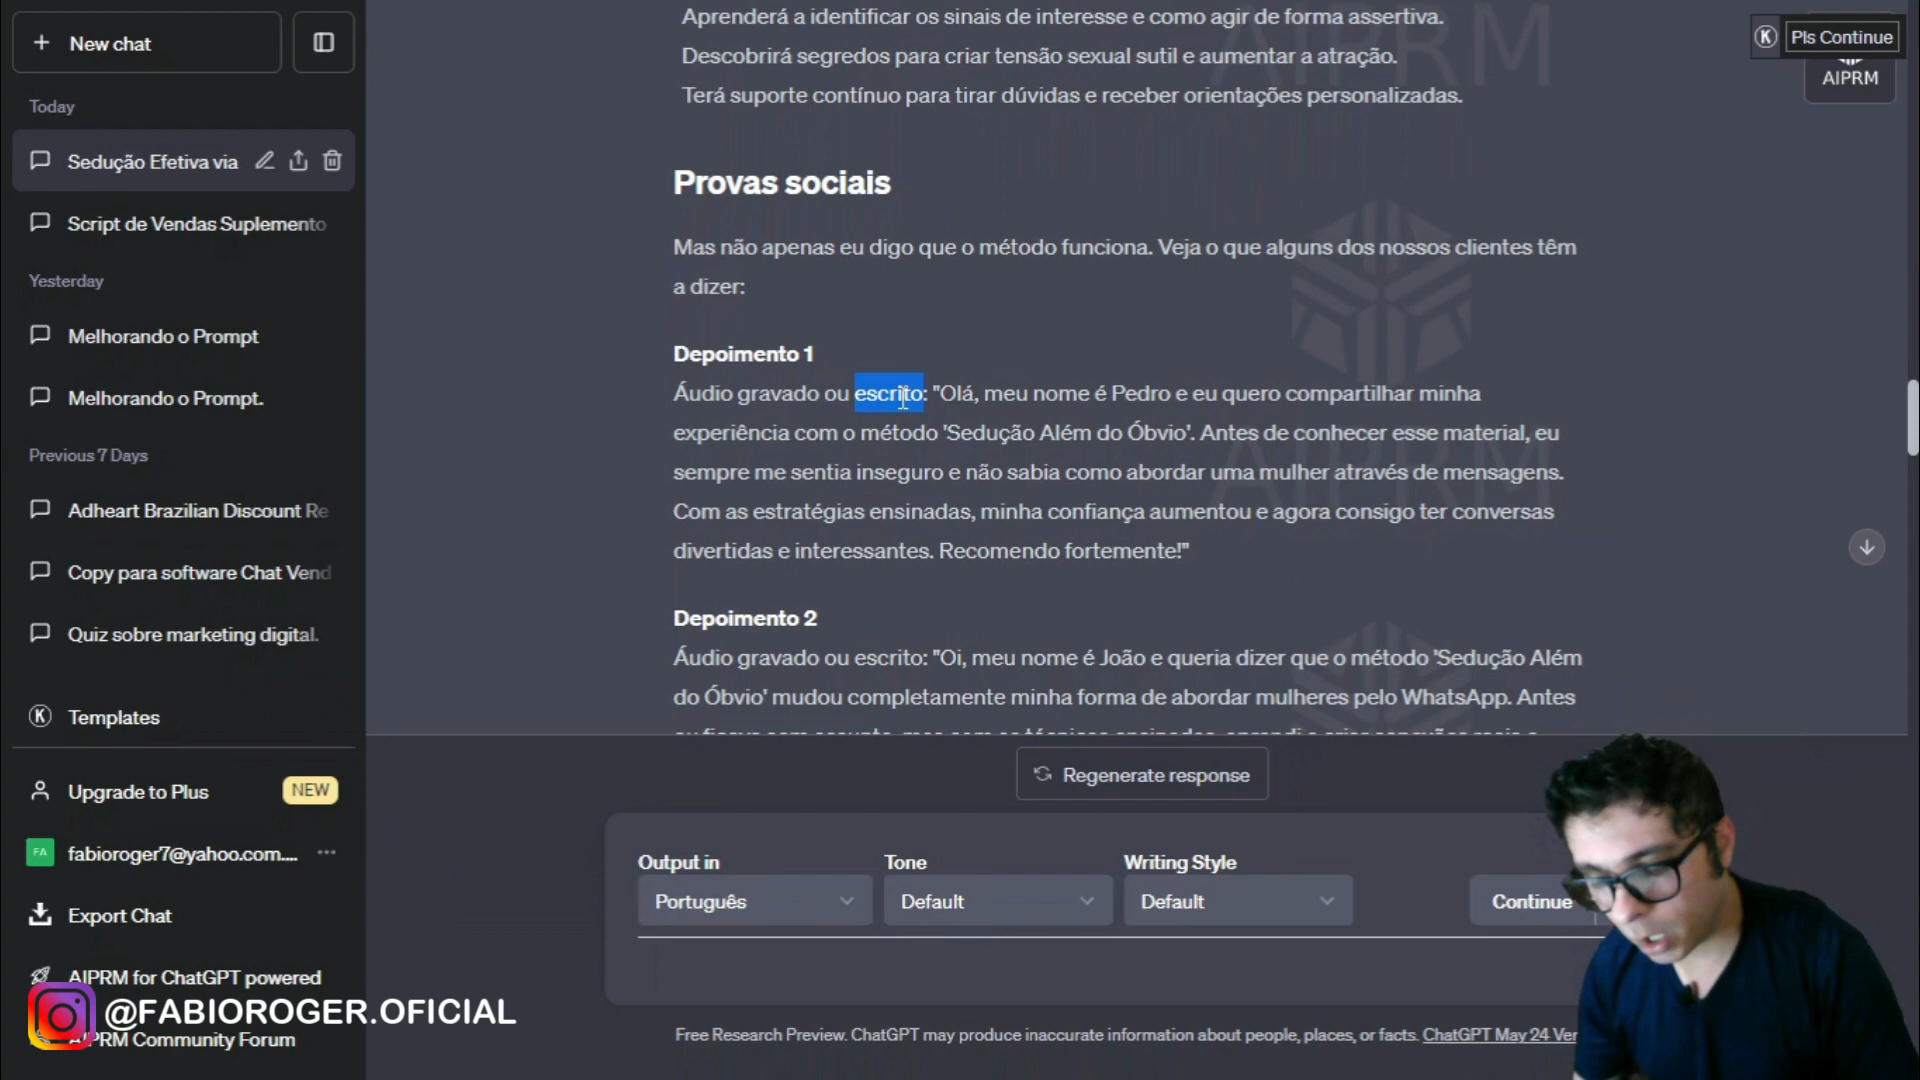 New chat
Today
Sedução Efetiva via
Script de Vendas Suplemento
Yesterday
Melhorando o Prompt
Melhorando o Prompt.
Previous 7 Days
Adheart Brazilian Discount Re
Copy para software Chat Vend
Quiz sobre marketing digital.
Templates
Upgrade to Plus
NEW
FA
fabioroger7@yahoo.com....
Export Chat
AIPRM for ChatGPT powered
@FABIOROGER.OFICIAL
AIPRM Community Forum
Aprenderá a identificar os sinais de interesse e como agir de forma assertiva.
Descobrirá segredos para criar tensão sexual sutil e aumentar a atração.
Terá suporte contínuo para tirar dúvidas e receber orientações personalizadas.
Provas sociais
Mas não apenas eu digo que o método funciona. Veja o que alguns dos nossos clientes têm
a dizer:
Depoimento 1
Áudio gravado ou escrito: "Olá, meu nome é Pedro e eu quero compartilhar minha
experiência com o método 'Sedução Além do Óbvio'. Antes de conhecer esse material, eu
sempre me sentia inseguro e não sabia como abordar uma mulher através de mensagens.
Com as estratégias ensinadas, minha confiança aumentou e agora consigo ter conversas
divertidas e interessantes. Recomendo fortemente!"
Depoimento 2
Áudio gravado ou escrito: "Oi, meu nome é João e queria dizer que o método 'Sedução Além
do Óbvio' mudou completamente minha forma de abordar mulheres pelo WhatsApp. Antes
K Pls Continue
AIPRM
AIPRM
AIPRM
Regenerate response
Output in
Tone
Writing Style
Português
Default
Default
Continue
Free Research Preview. ChatGPT may produce inaccurate information about people, places, or facts. ChatGPT May 24 Ver